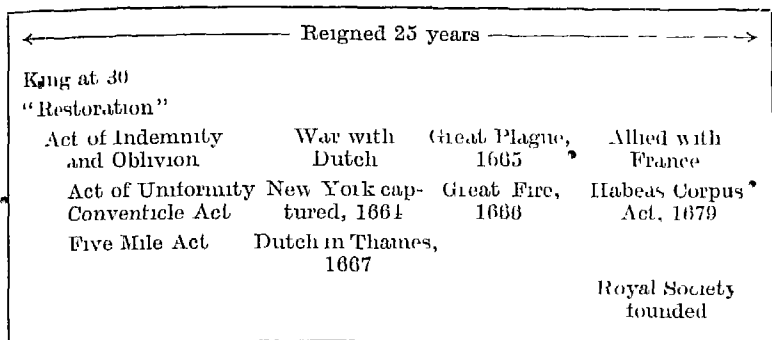 Reigned 25 years
King at 30
"Restoration"
Act of Indemnity
and Oblivion
War with
Dutch
Great Plague,
1665
Allied with
France
Act of Uniformity
Conventicle Act
New York cap-
tured, 1664
Great Fire,
1666
Habeas Corpus
Act, 1679
Five Mile Act
Dutch in Thames,
1667
Royal Society
founded